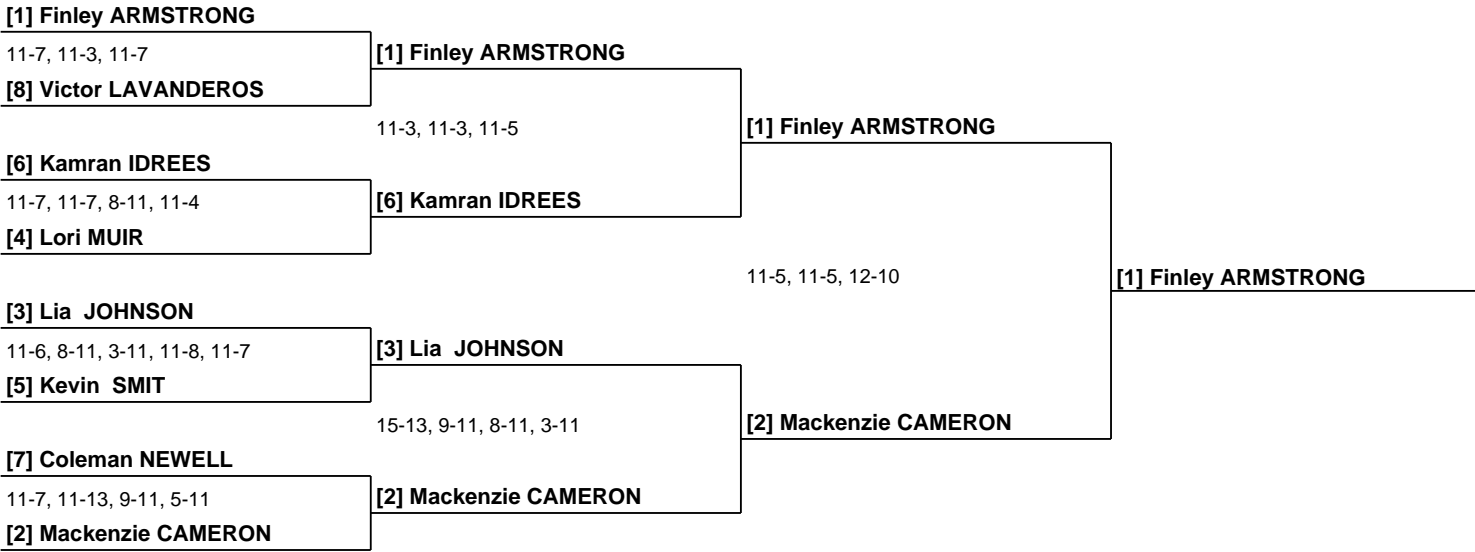 [1] Finley ARMSTRONG
11-7, 11-3, 11-7
[1] Finley ARMSTRONG
[8] Victor LAVANDEROS
11-3, 11-3, 11-5
[1] Finley ARMSTRONG
[6] Kamran IDREES
11-7, 11-7, 8-11, 11-4
[6] Kamran IDREES
[4] Lori MUIR
11-5, 11-5, 12-10
[1] Finley ARMSTRONG
[3] Lia  JOHNSON
11-6, 8-11, 3-11, 11-8, 11-7
[3] Lia  JOHNSON
[5] Kevin  SMIT
15-13, 9-11, 8-11, 3-11
[2] Mackenzie CAMERON
[7] Coleman NEWELL
11-7, 11-13, 9-11, 5-11
[2] Mackenzie CAMERON
[2] Mackenzie CAMERON